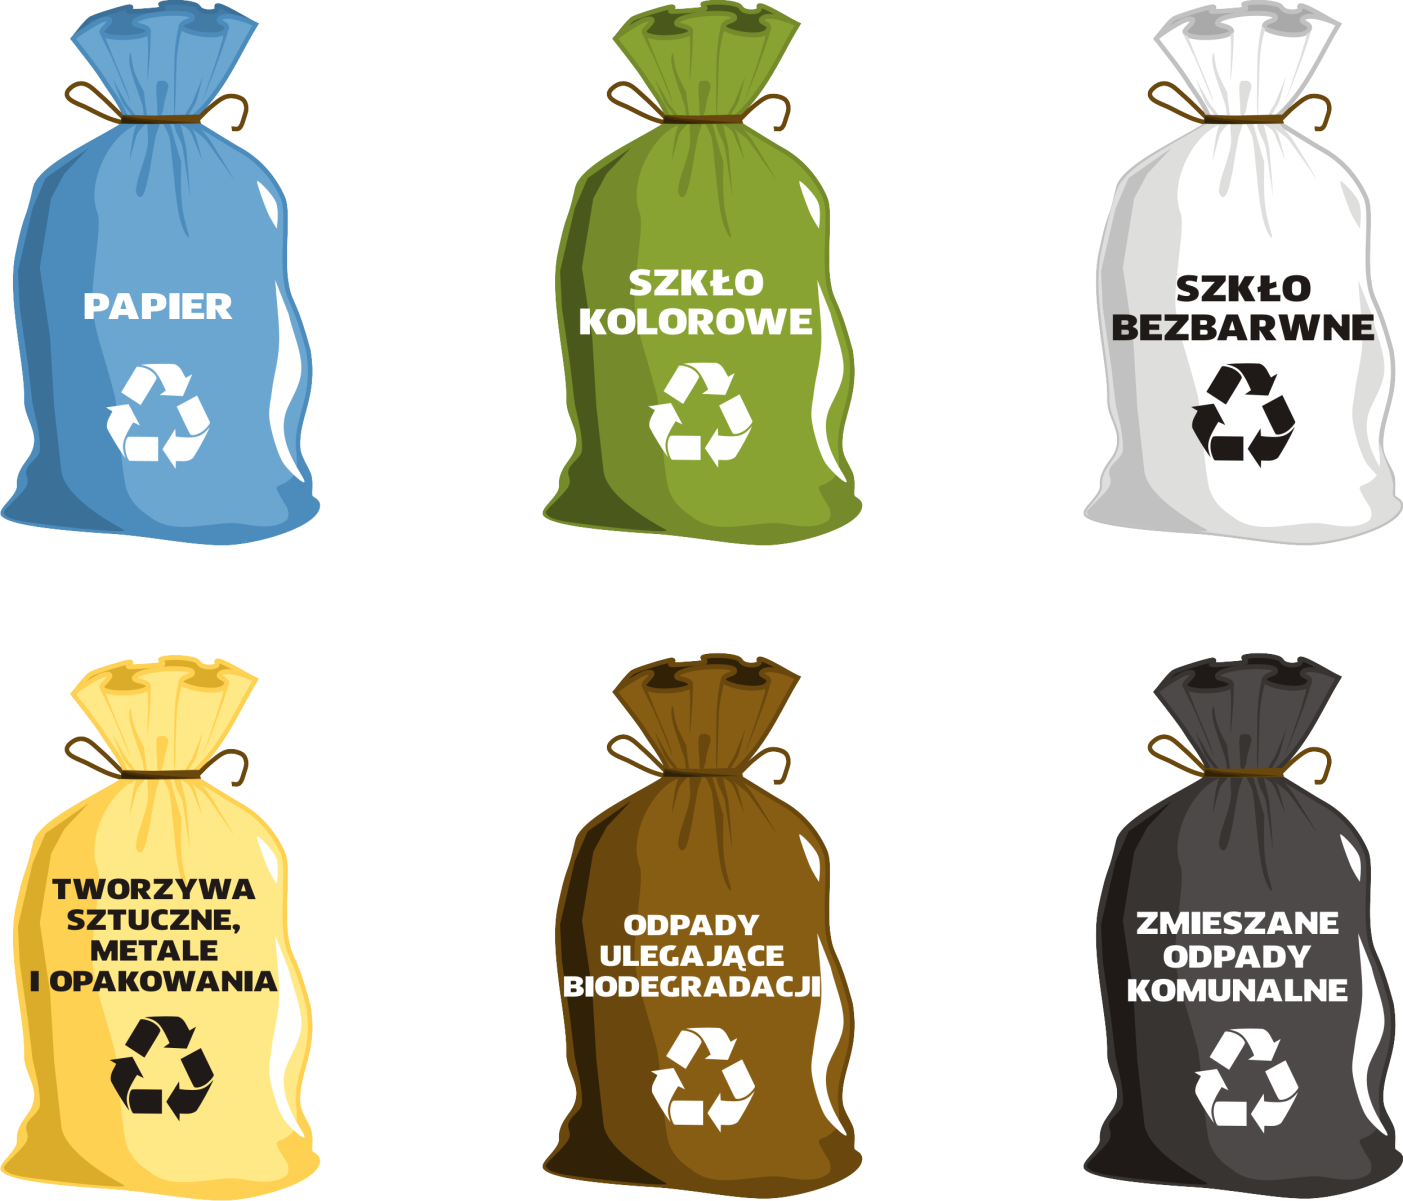 PAPIER
SZKŁO
KOLOROWE
SZKŁO
BEZBARWNE
TWORZYWA
SZTUCZNE,
METALE
I OPAKOWANIA
ODPADY
ULEGAJĄCE
BIODEGRADACJI
ZMIESZANE
ODPADY
KOMUNALNE